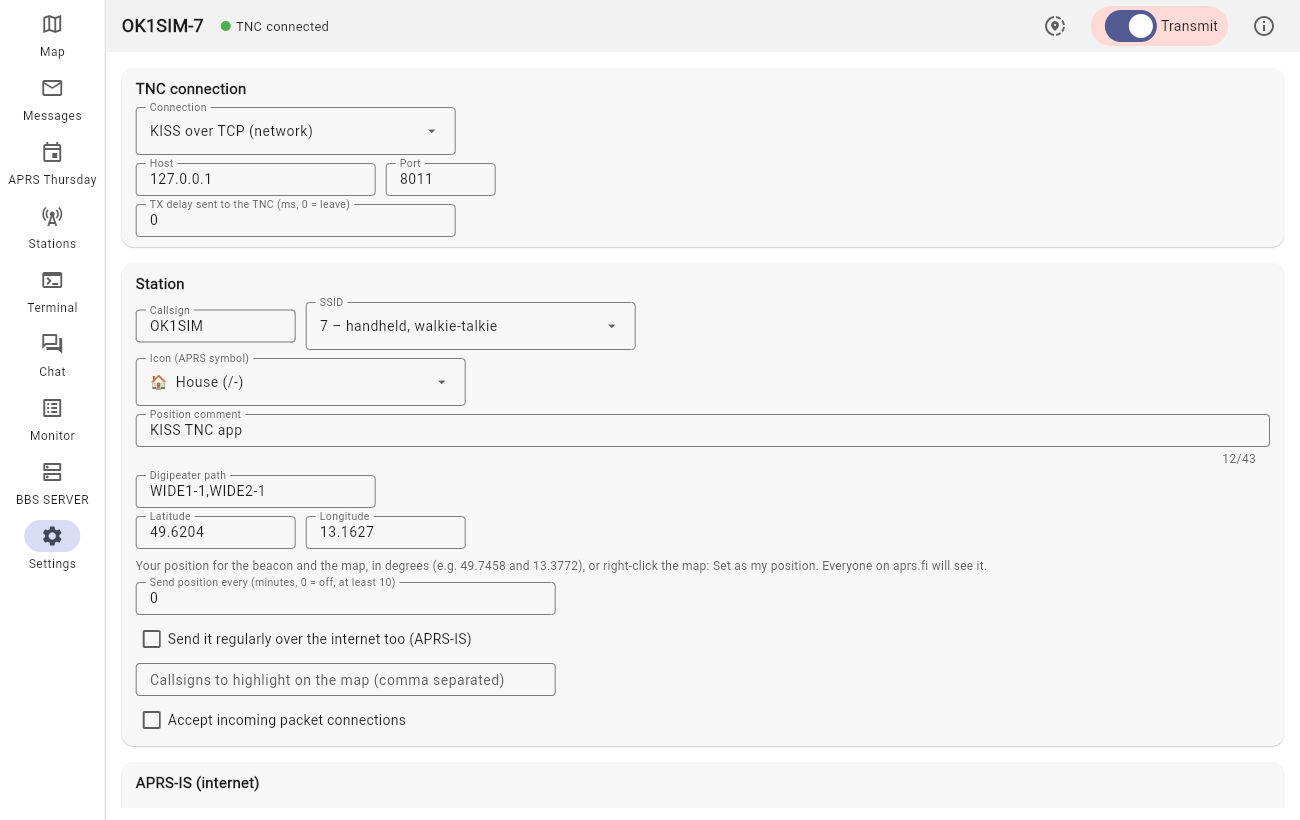 OK1SIM-7
TNC connected
Transmit
Map
Messages
APRS Thursday
Stations
Terminal
Chat
Monitor
BBS SERVER
Settings
TNC connection
Connection
KISS over TCP (network)
Host
127.0.0.1
Port
8011
TX delay sent to the TNC (ms, 0 = leave)
0
Station
Callsign
OK1SIM
SSID
7 – handheld, walkie-talkie
Icon (APRS symbol)
House (/-)
Position comment
KISS TNC app
12/43
Digipeater path
WIDE1-1,WIDE2-1
Latitude
49.6204
Longitude
13.1627
Your position for the beacon and the map, in degrees (e.g. 49.7458 and 13.3772), or right-click the map: Set as my position. Everyone on aprs.fi will see it.
Send position every (minutes, 0 = off, at least 10)
0
Send it regularly over the internet too (APRS-IS)
Callsigns to highlight on the map (comma separated)
Accept incoming packet connections
APRS-IS (internet)